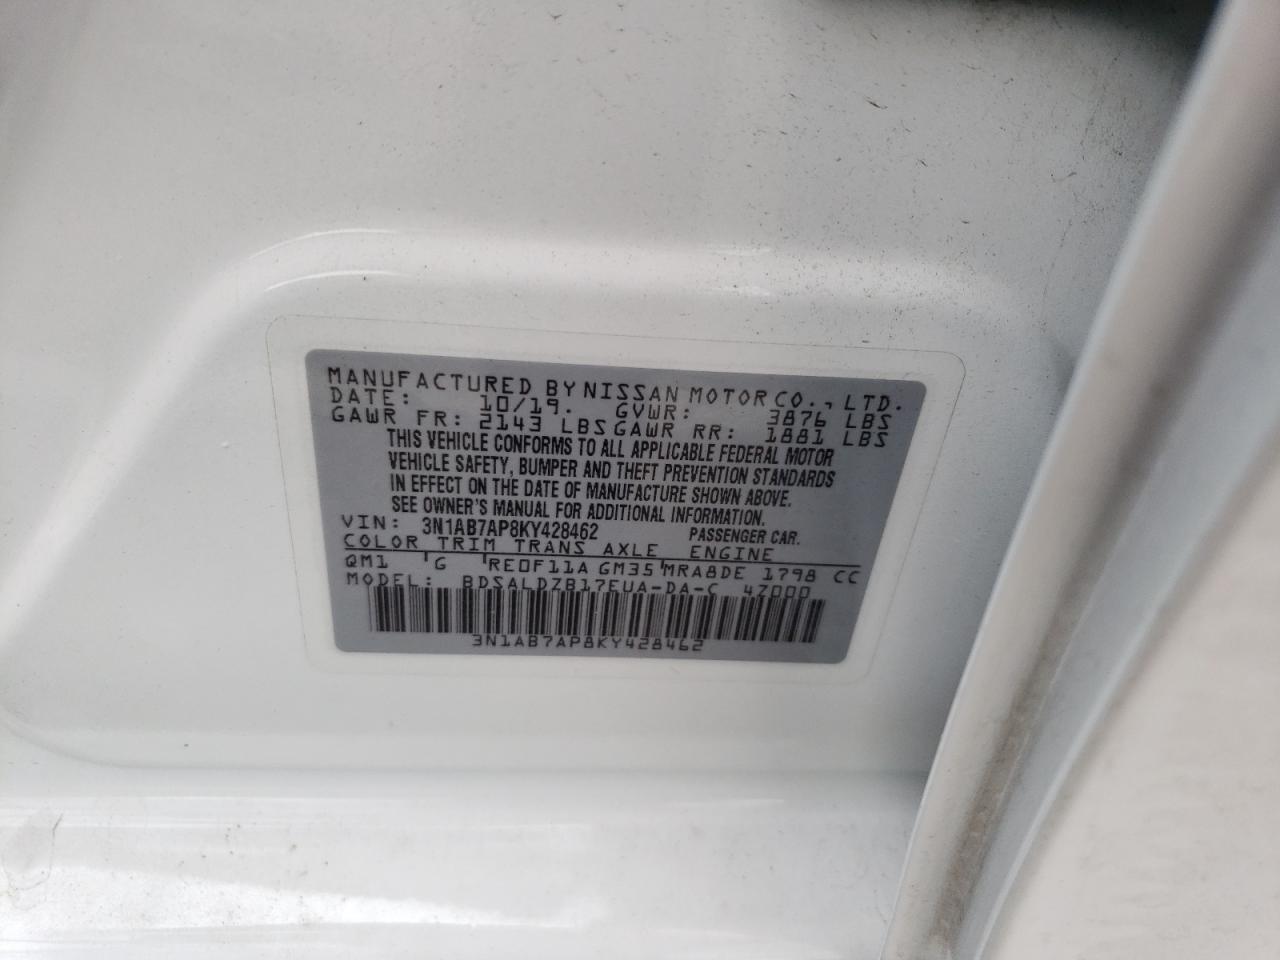 MANUFACTURED BY NISSAN MOTOR CO., LTD.
DATE: 10/19. GVWR: 3876 LBS
GAWR FR: 2143 LBS GAWR RR: 1881 LBS
THIS VEHICLE CONFORMS TO ALL APPLICABLE FEDERAL MOTOR
VEHICLE SAFETY, BUMPER AND THEFT PREVENTION STANDARDS
IN EFFECT ON THE DATE OF MANUFACTURE SHOWN ABOVE.
SEE OWNER'S MANUAL FOR ADDITIONAL INFORMATION.
VIN: 3N1AB7AP8KY428462 PASSENGER CAR.
COLOR TRIM TRANS AXLE ENGINE
QM1 'G 'RE0F11A GM35'MRA8DE 1798 CC
MODEL: BDSALDZB17EUA-DA-C 4Z000
3N1AB7AP8KY428462